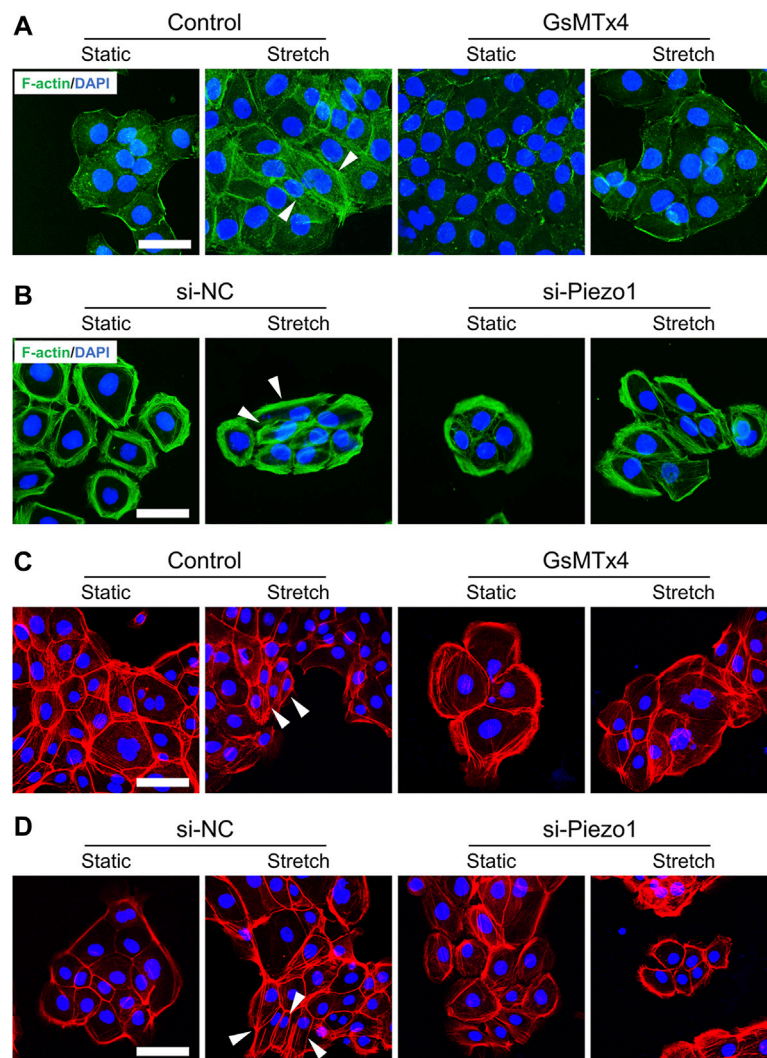 A
Control
GsMTx4
Static
Stretch
Static
Stretch
F-actin/DAPI
B
si-NC
si-Piezo1
Static
Stretch
Static
Stretch
F-actin/DAPI
C
Control
GsMTx4
Static
Stretch
Static
Stretch
D
si-NC
si-Piezo1
Static
Stretch
Static
Stretch